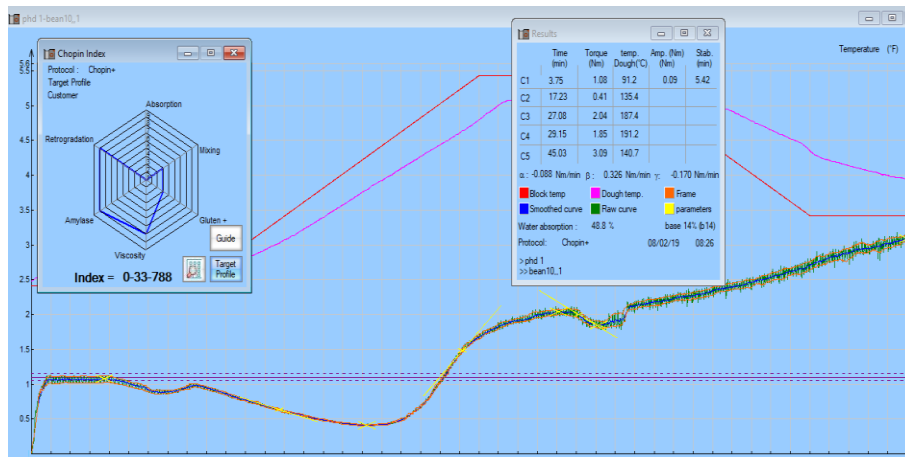 phd 1-bean10_1
Chopin Index
Protocol : Chopin+
Target Profile
Customer
Absorption
Retrogradation
Mixing
Amylase
Gluten +
Viscosity
Guide
Target
Profile
Index = 0-33-788
Results
Time Torque temp. Amp. (Nm) Stab.
(min) (Nm) Dough(°C) (Nm) (min)
C1 3.75 1.08 91.2 0.09 5.42
C2 17.23 0.41 135.4
C3 27.08 2.04 187.4
C4 29.15 1.85 191.2
C5 45.03 3.09 140.7
α : -0.088 Nm/min β : 0.326 Nm/min γ: -0.170 Nm/min
Block temp Dough temp. Frame
Smoothed curve Raw curve parameters
Water absorption : 48.8 % base 14% (b14)
Protocol: Chopin+ 08/02/19 08:26
> phd 1
>> bean10_1
Temperature (°F)
5.5
5
4
3.5
3
2.5
2
1.5
1
0.5